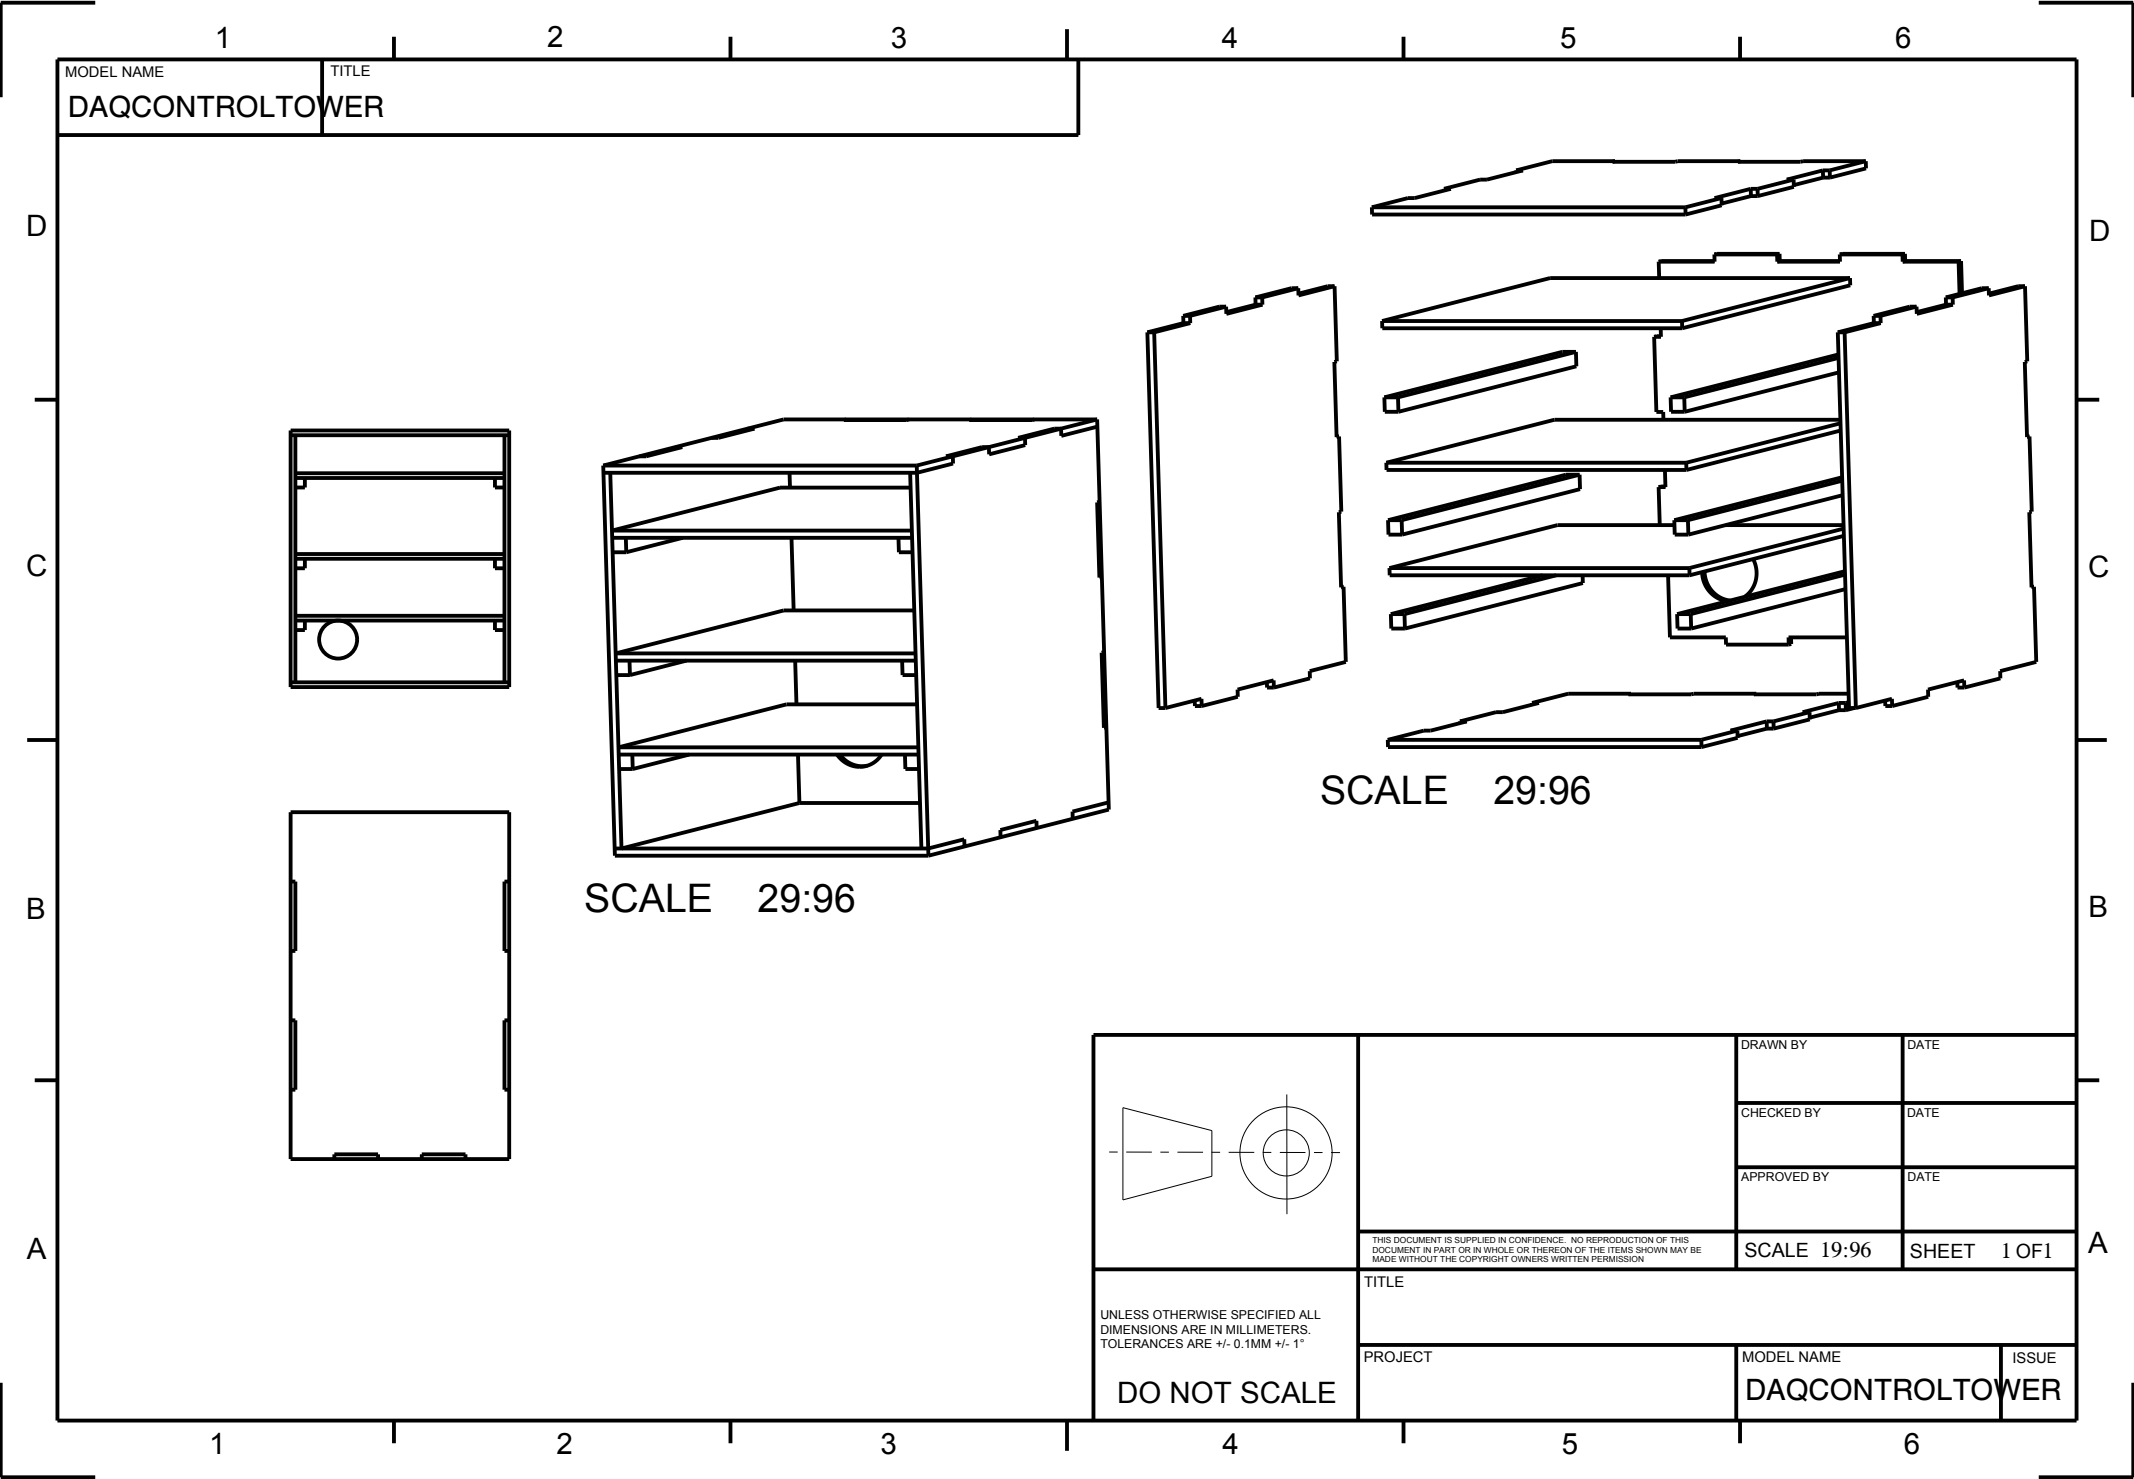 1 2 3 4 5 6
MODEL NAME TITLE
DAQCONTROLTOWER
D D
C C
SCALE 29:96
SCALE 29:96
B B
DRAWN BY DATE
CHECKED BY DATE
APPROVED BY DATE
THIS DOCUMENT IS SUPPLIED IN CONFIDENCE. NO REPRODUCTION OF THIS
DOCUMENT IN PART OR IN WHOLE OR THEREON OF THE ITEMS SHOWN MAY BE
MADE WITHOUT THE COPYRIGHT OWNERS WRITTEN PERMISSION
SCALE 19:96 SHEET 1 OF1
A A
TITLE
UNLESS OTHERWISE SPECIFIED ALL
DIMENSIONS ARE IN MILLIMETERS.
TOLERANCES ARE +/- 0.1MM +/- 1°
DO NOT SCALE
PROJECT
MODEL NAME ISSUE
DAQCONTROLTOWER
1 2 3 4 5 6